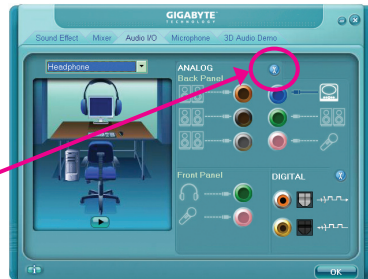 GIGABYTE
TECHNOLOGY
Sound Effect Mixer Audio I/O Microphone 3D Audio Demo
Headphone
ANALOG
Back Panel
Front Panel
DIGITAL
OK